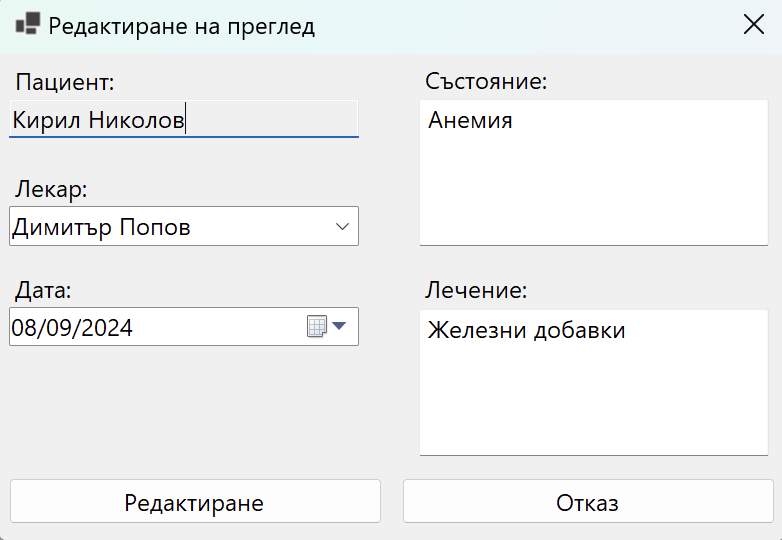 Редактиране на преглед
Пациент:
Кирил Николов
Лекар:
Димитър Попов
Дата:
08/09/2024
Състояние:
Анемия
Лечение:
Железни добавки
Редактиране
Отказ